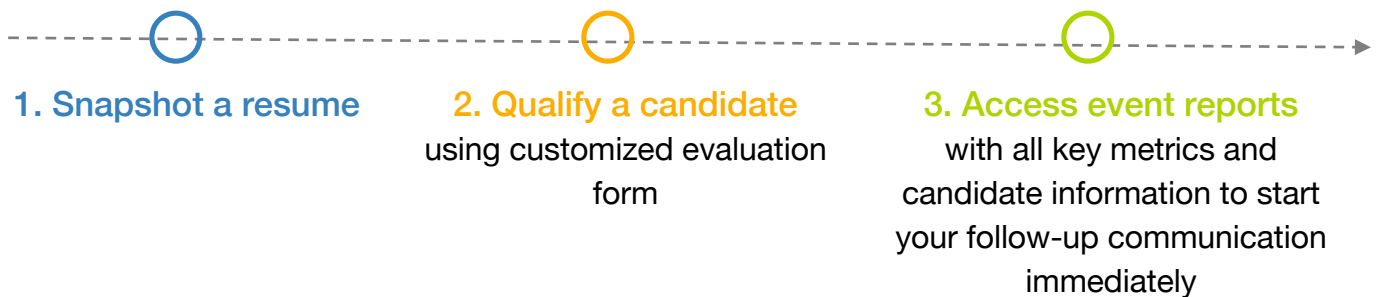 1. Snapshot a resume
2. Qualify a candidate
using customized evaluation
form
3. Access event reports
with all key metrics and
candidate information to start
your follow-up communication
immediately